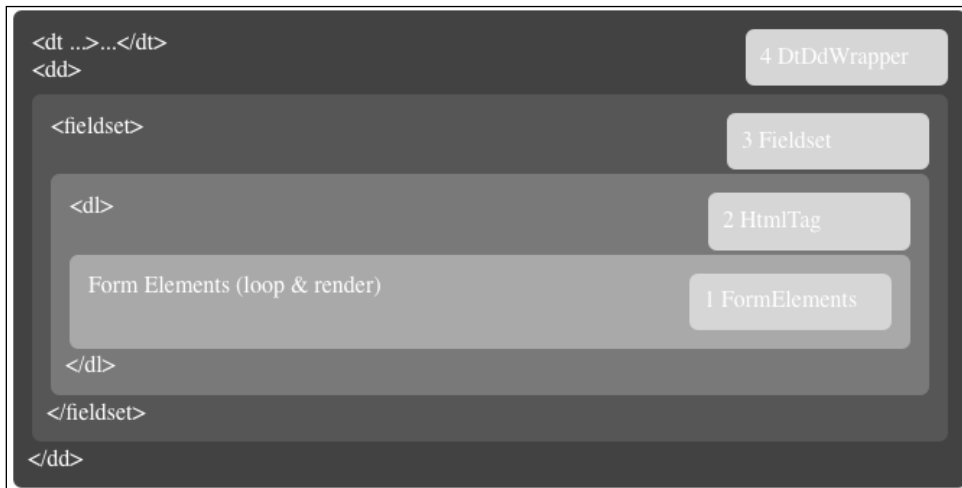 <dt ...>...</dt>
<dd>
4 DtDdWrapper
<fieldset>
3 Fieldset
<dl>
2 HtmlTag
Form Elements (loop & render)
1 FormElements
</dl>
</fieldset>
</dd>